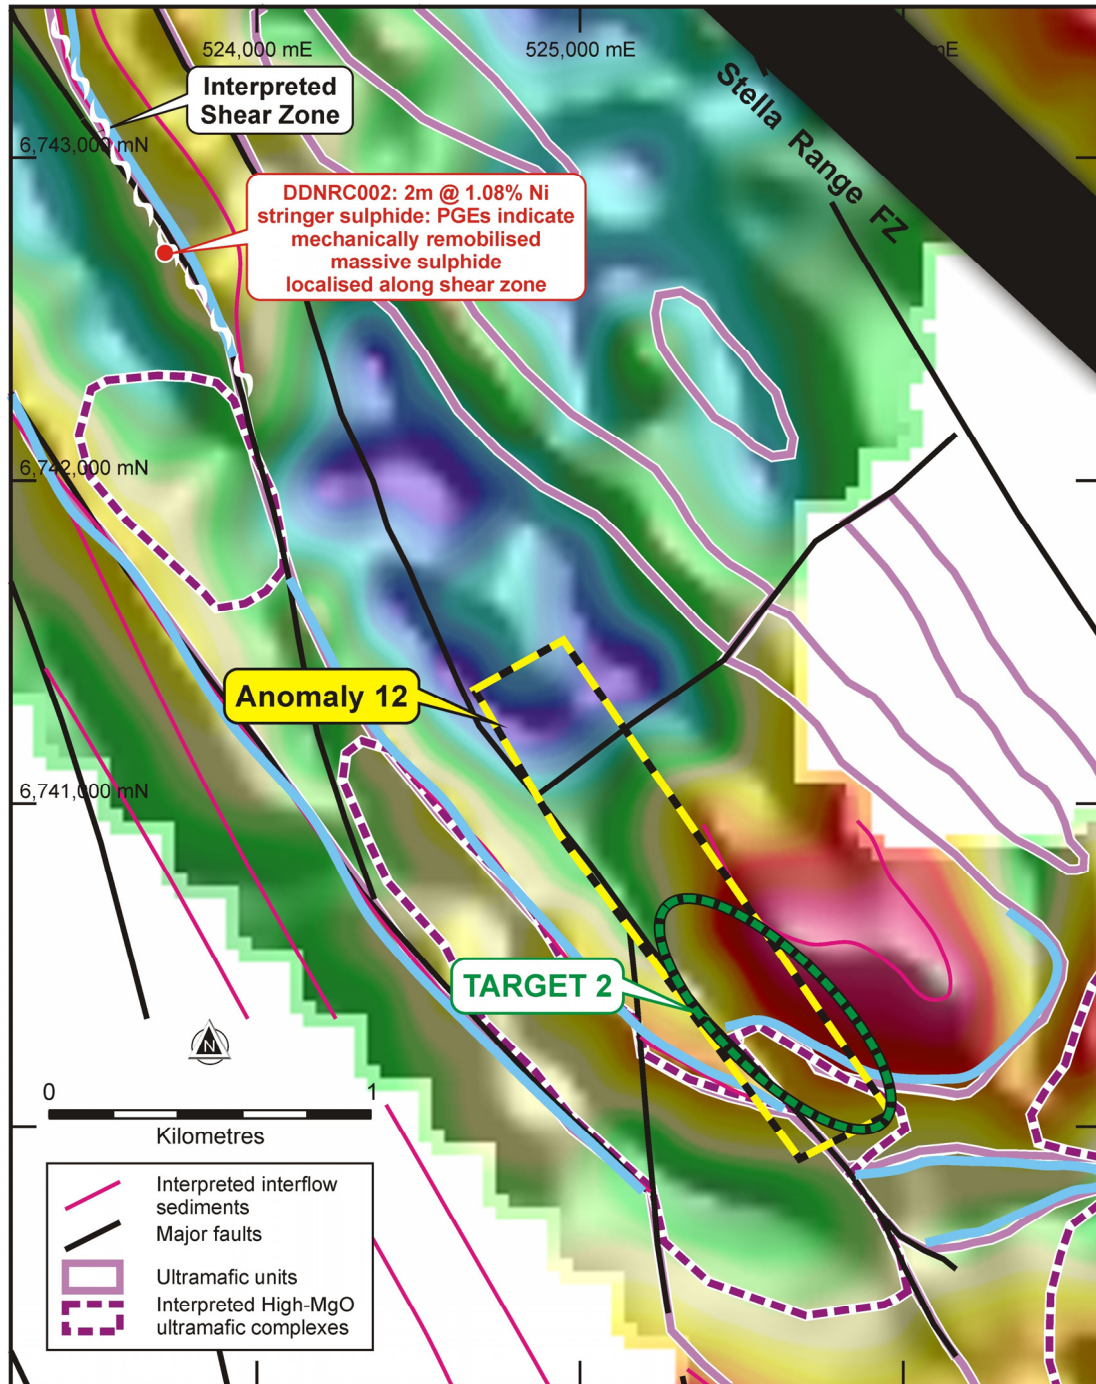 524,000 mE
525,000 mE
mE
Interpreted
Shear Zone
Stella Range FZ
6,743,000 mN
DDNRC002: 2m @ 1.08% Ni
stringer sulphide: PGEs indicate
mechanically remobilised
massive sulphide
localised along shear zone
6,742,000 mN
Anomaly 12
6,741,000 mN
TARGET 2
N
0
1
Kilometres
Interpreted interflow
sediments
Major faults
Ultramafic units
Interpreted High-MgO
ultramafic complexes